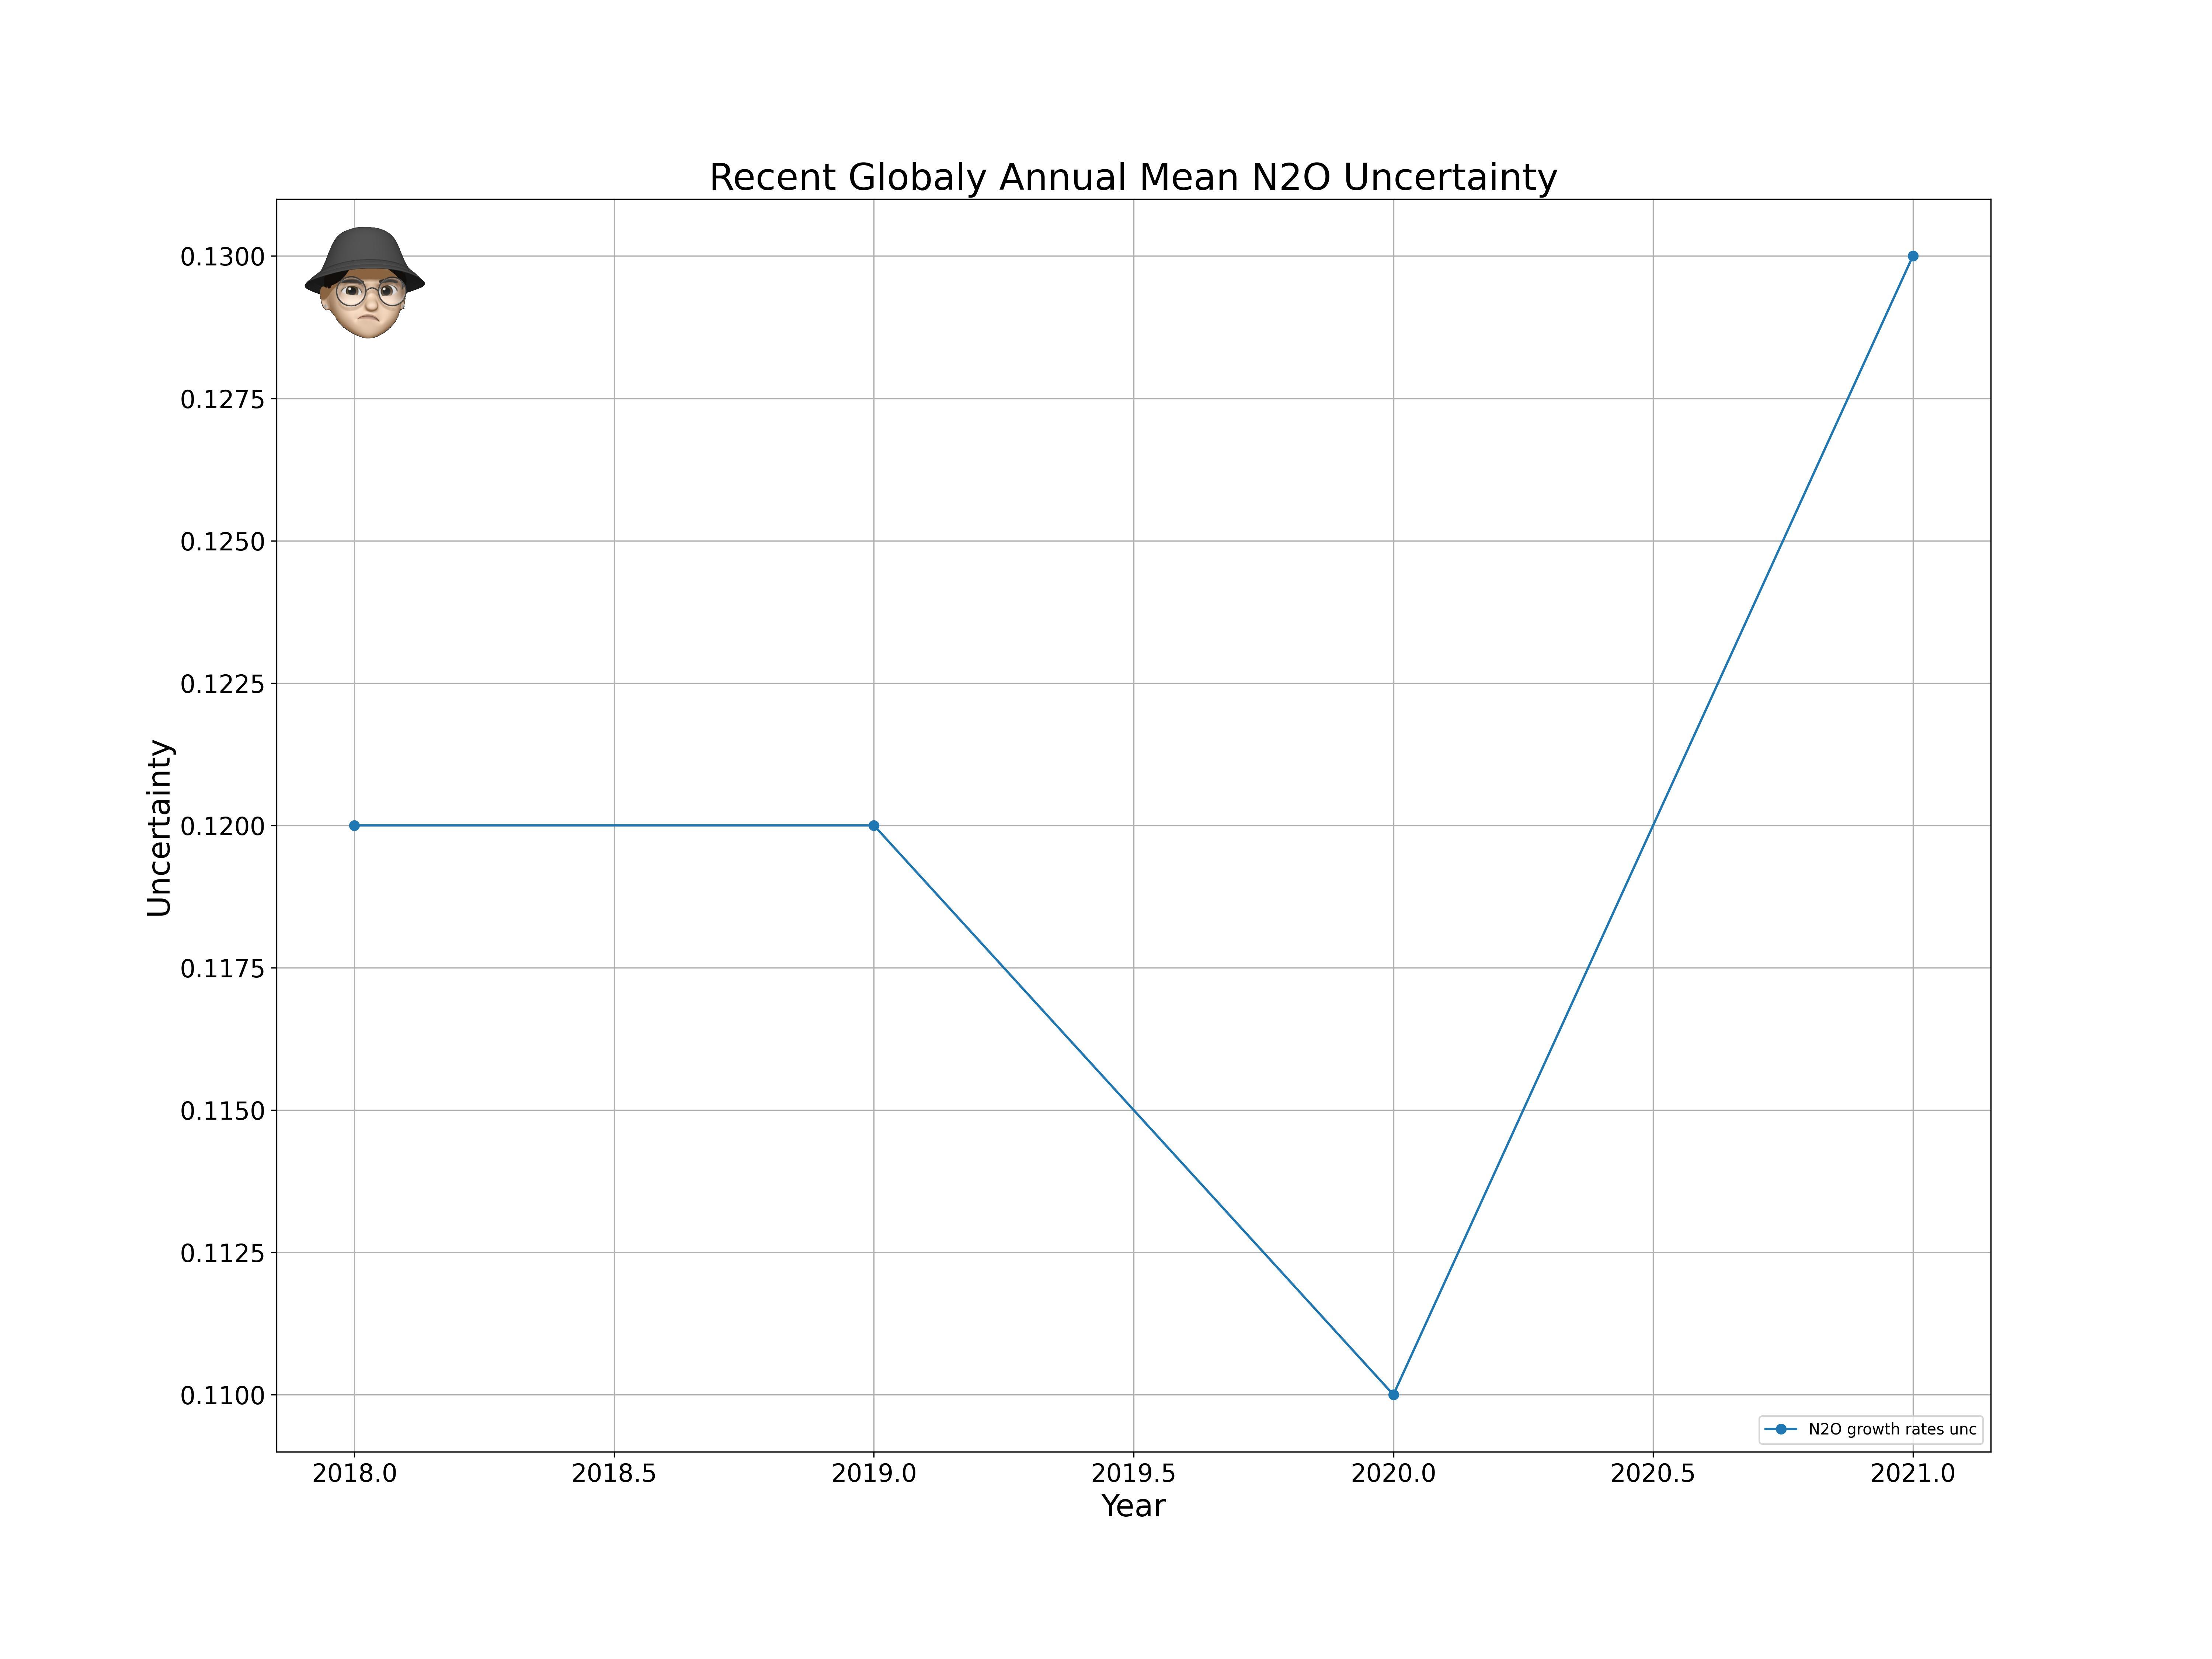 Recent Globaly Annual Mean N2O Uncertainty
0.1300
0.1275
0.1250
0.1225
0.1200
0.1175
0.1150
0.1125
0.1100
Uncertainty
N2O growth rates unc
2018.0 2018.5 2019.0 2019.5 2020.0 2020.5 2021.0
Year